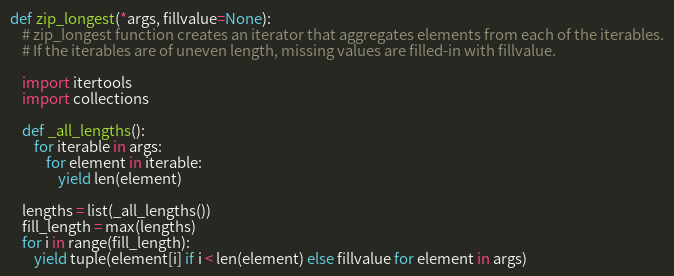 def zip_longest(*args, fillvalue=None):
# zip_longest function creates an iterator that aggregates elements from each of the iterables.
# If the iterables are of uneven length, missing values are filled-in with fillvalue.
import itertools
import collections
def _all_lengths():
for iterable in args:
for element in iterable:
yield len(element)
lengths = list(_all_lengths())
fill_length = max(lengths)
for i in range(fill_length):
yield tuple(element[i] if i < len(element) else fillvalue for element in args)